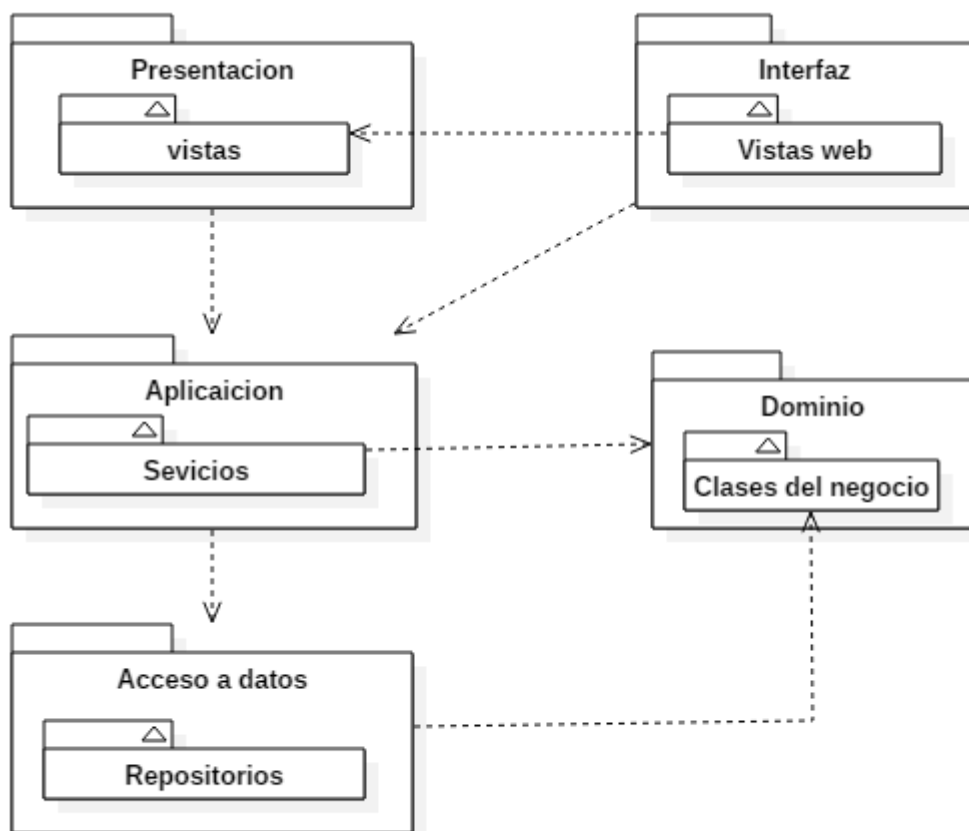 Presentacion
vistas
Interfaz
Vistas web
Aplicaicion
Sevicios
Dominio
Clases del negocio
Acceso a datos
Repositorios